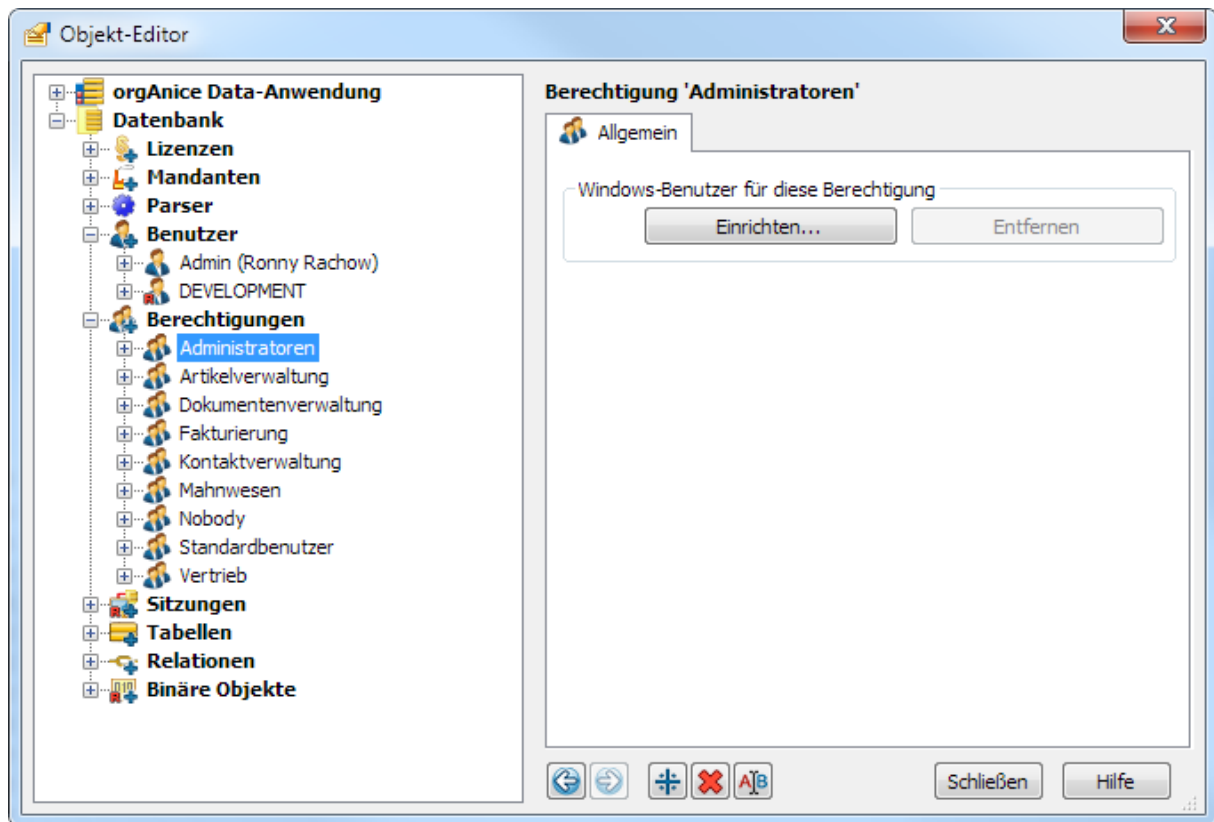 Objekt-Editor
orgAnice Data-Anwendung
Datenbank
Lizenzen
Mandanten
Parser
Benutzer
Admin (Ronny Rachow)
DEVELOPMENT
Berechtigungen
Administratoren
Artikelverwaltung
Dokumentenverwaltung
Fakturierung
Kontaktverwaltung
Mahnwesen
Nobody
Standardbenutzer
Vertrieb
Sitzungen
Tabellen
Relationen
Binäre Objekte
Berechtigung 'Administratoren'
Allgemein
Windows-Benutzer für diese Berechtigung
Einrichten... Entfernen
Schließen Hilfe